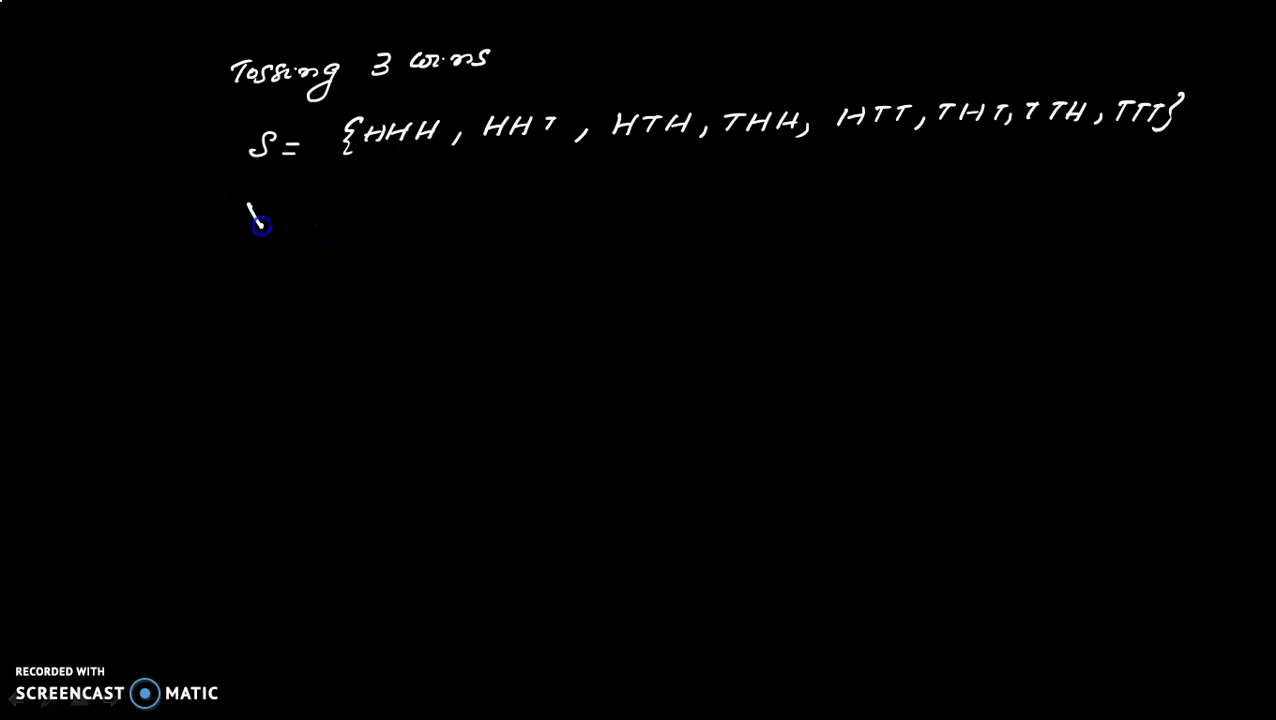 Tossing 3 coins
S = {HHH, HHT, HTH, THH, HTT, THT, TTH, TTT}
RECORDED WITH
SCREENCAST MATIC